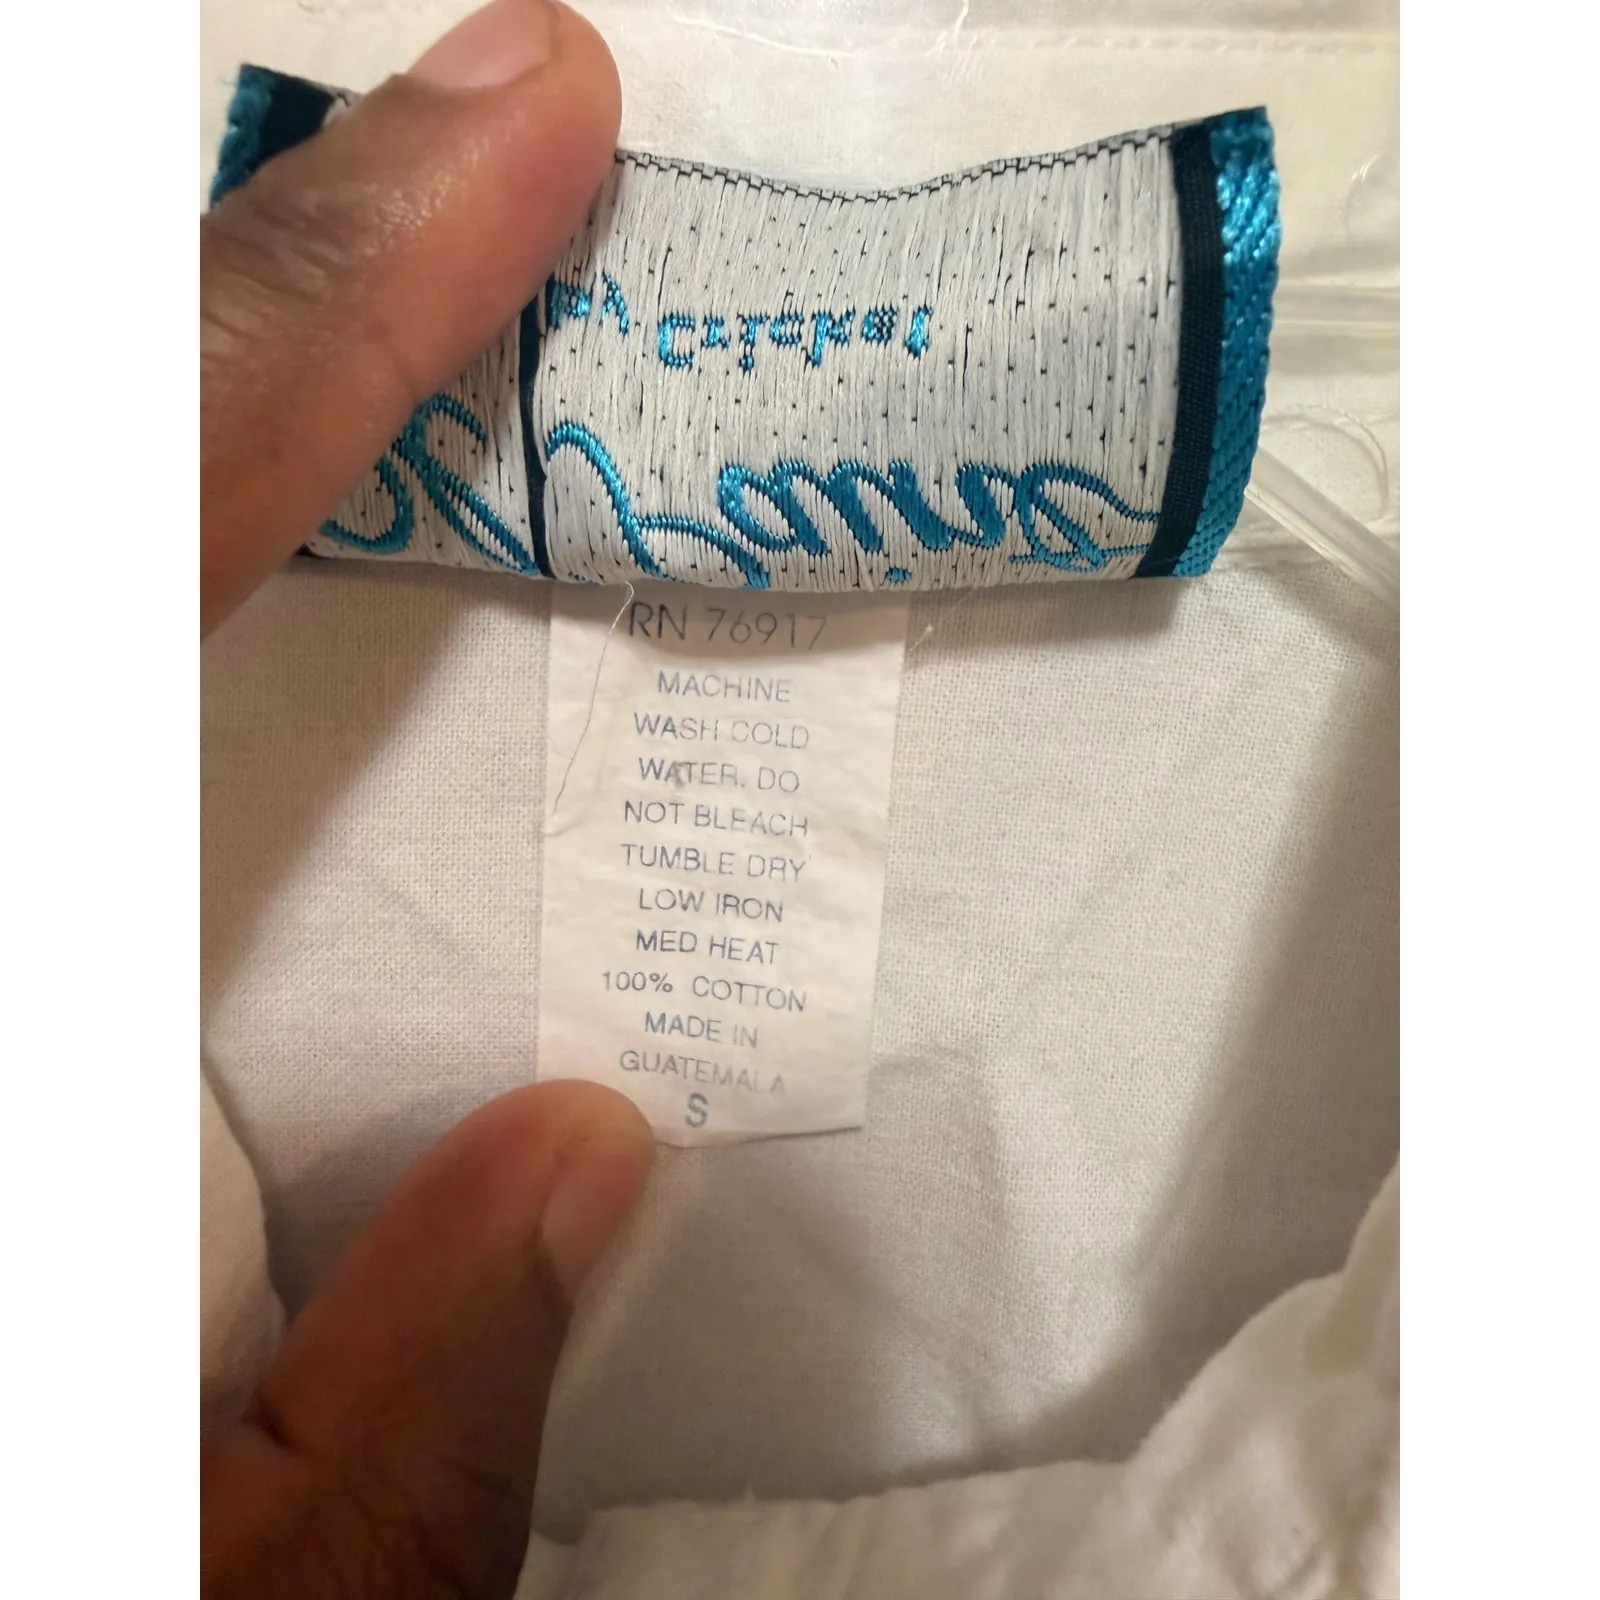 RN 76917
MACHINE
WASH COLD
WATER. DO
NOT BLEACH
TUMBLE DRY
LOW IRON
MED HEAT
100% COTTON
MADE IN
GUATEMALA
S